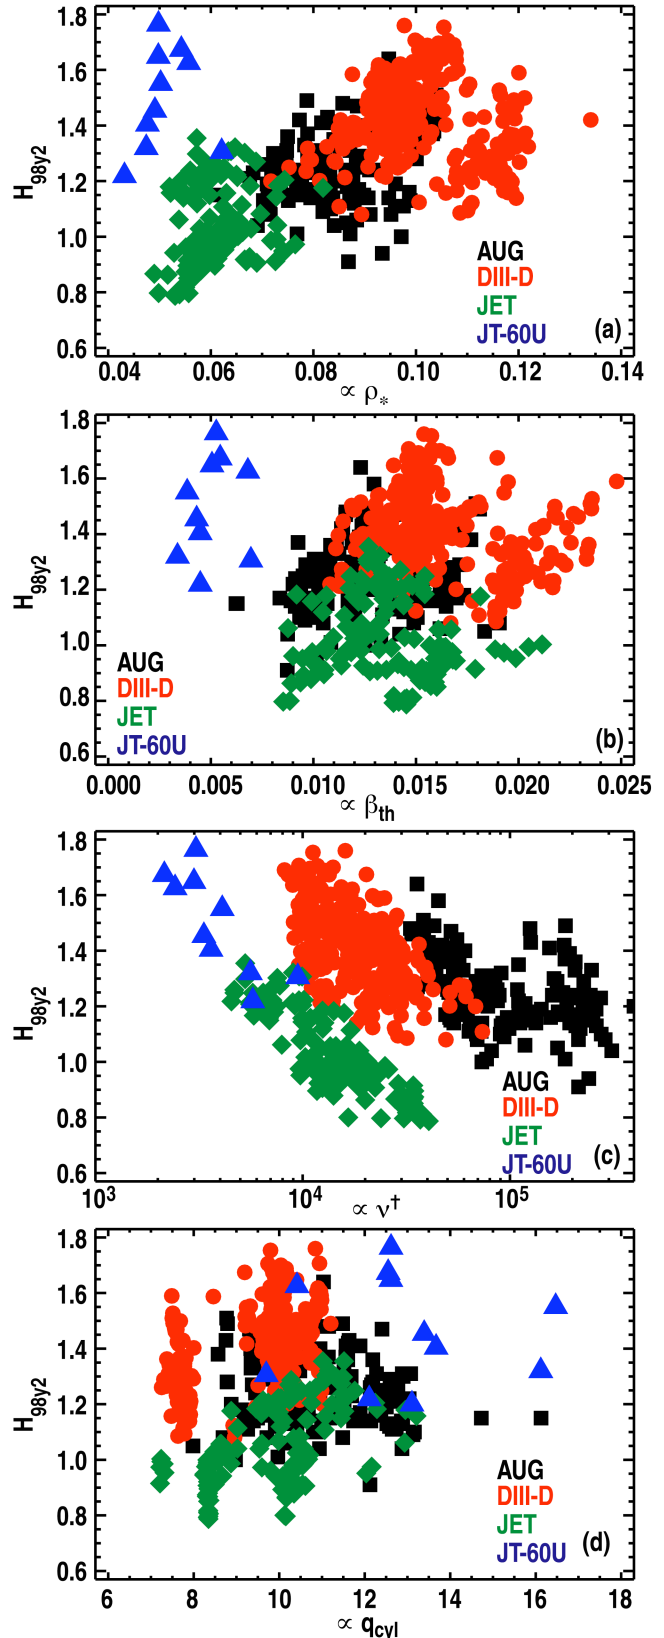 1.8
1.6
1.4
1.2
1.0
0.8
0.6
H98y2
AUG
DIII-D
JET
JT-60U
(a)
0.04 0.06 0.08 0.10 0.12 0.14
∝ ρ*
1.8
1.6
1.4
1.2
1.0
0.8
0.6
H98y2
AUG
DIII-D
JET
JT-60U
(b)
0.000 0.005 0.010 0.015 0.020 0.025
∝ βth
1.8
1.6
1.4
1.2
1.0
0.8
0.6
H98y2
AUG
DIII-D
JET
JT-60U
(c)
10³ 10⁴ 10⁵
∝ ν†
1.8
1.6
1.4
1.2
1.0
0.8
0.6
H98y2
AUG
DIII-D
JET
JT-60U
(d)
6 8 10 12 14 16 18
∝ qcyl